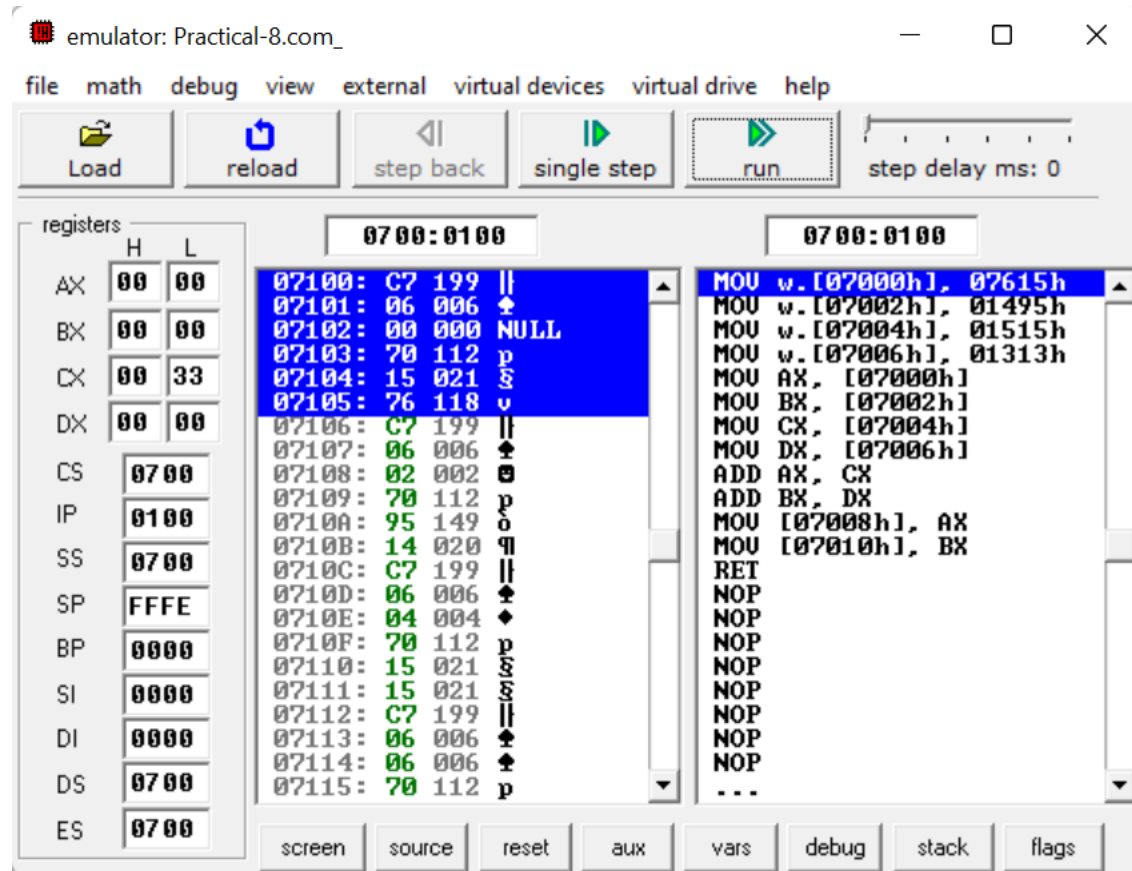 emulator: Practical-8.com_
file math debug view external virtual devices virtual drive help
Load reload step back single step run step delay ms: 0
registers
H L
AX 00 00
BX 00 00
CX 00 33
DX 00 00
CS 0700
IP 0100
SS 0700
SP FFFE
BP 0000
SI 0000
DI 0000
DS 0700
ES 0700
0700:0100
07100: C7 199 ╟
07101: 06 006 ♠
07102: 00 000 NULL
07103: 70 112 p
07104: 15 021 §
07105: 76 118 v
07106: C7 199 ╟
07107: 06 006 ♠
07108: 02 002 ☻
07109: 70 112 p
0710A: 95 149 ò
0710B: 14 020 ¶
0710C: C7 199 ╟
0710D: 06 006 ♠
0710E: 04 004 ♦
0710F: 70 112 p
07110: 15 021 §
07111: 15 021 §
07112: C7 199 ╟
07113: 06 006 ♠
07114: 06 006 ♠
07115: 70 112 p
0700:0100
MOV w.[07000h], 07615h
MOV w.[07002h], 01495h
MOV w.[07004h], 01515h
MOV w.[07006h], 01313h
MOV AX, [07000h]
MOV BX, [07002h]
MOV CX, [07004h]
MOV DX, [07006h]
ADD AX, CX
ADD BX, DX
MOV [07008h], AX
MOV [07010h], BX
RET
NOP
NOP
NOP
NOP
NOP
NOP
NOP
NOP
...
screen source reset aux vars debug stack flags